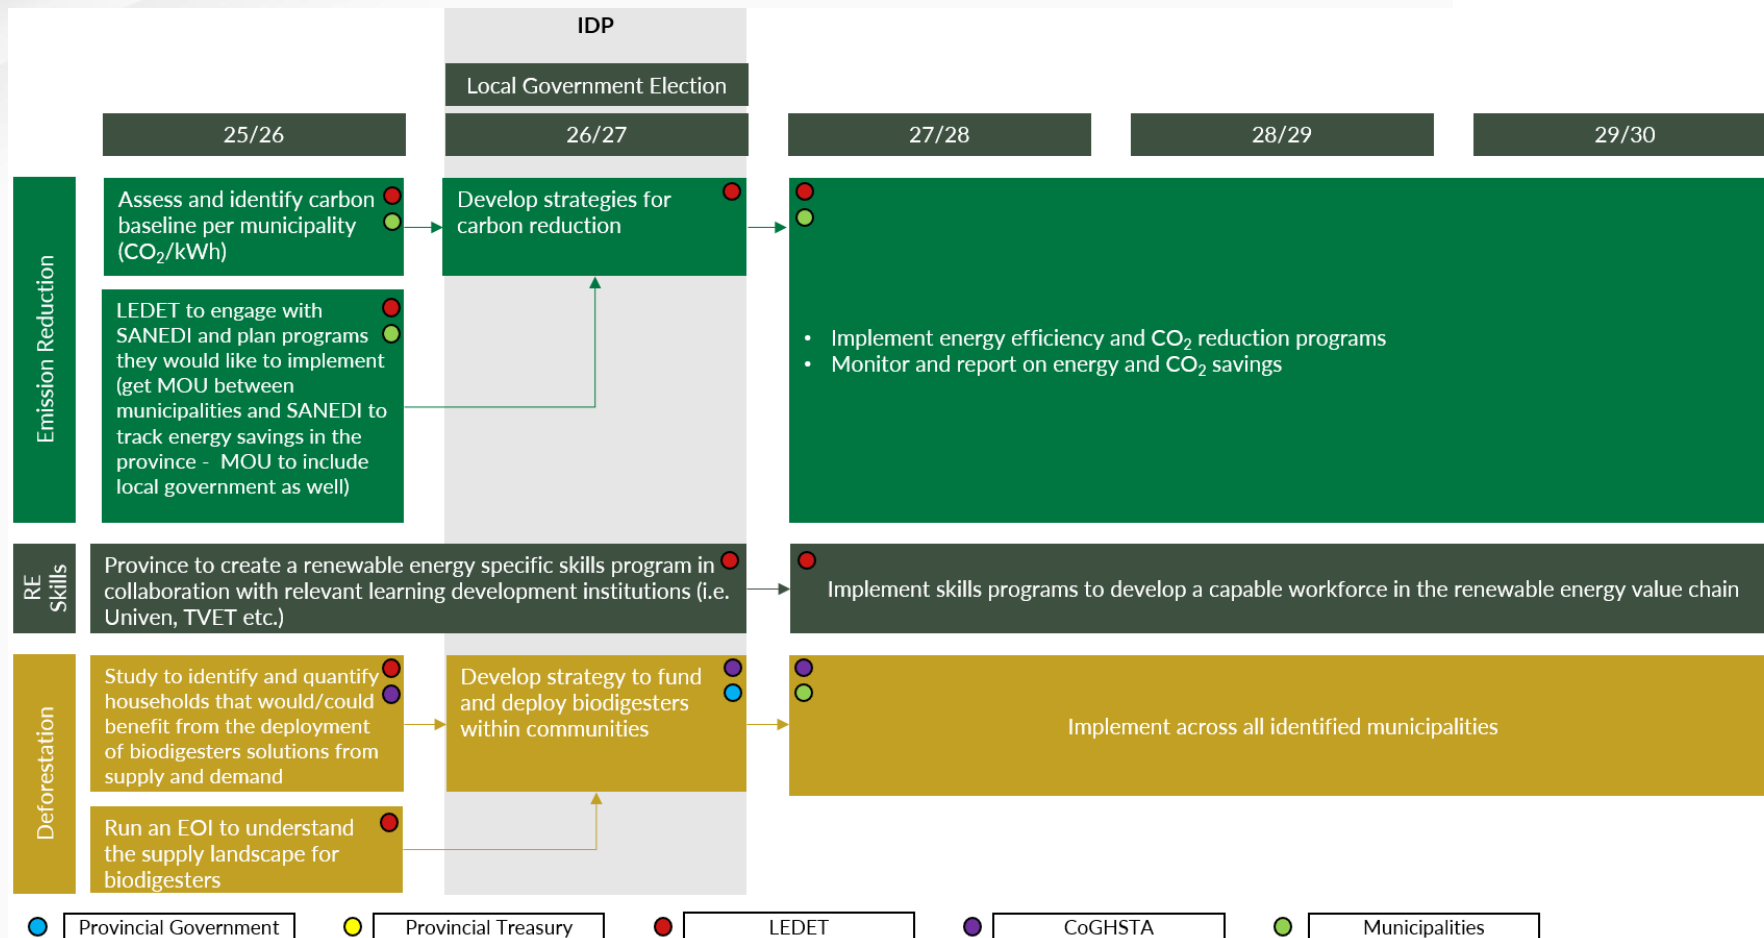 IDP
Local Government Election
25/26
26/27
27/28
28/29
29/30
Emission Reduction
Assess and identify carbon
baseline per municipality
(CO₂/kWh)
Develop strategies for
carbon reduction
LEDET to engage with
SANEDI and plan programs
they would like to implement
(get MOU between
municipalities and SANEDI to
track energy savings in the
province - MOU to include
local government as well)
• Implement energy efficiency and CO₂ reduction programs
• Monitor and report on energy and CO₂ savings
RE
Skills
Province to create a renewable energy specific skills program in
collaboration with relevant learning development institutions (i.e.
Univen, TVET etc.)
Implement skills programs to develop a capable workforce in the renewable energy value chain
Deforestation
Study to identify and quantify
households that would/could
benefit from the deployment
of biodigesters solutions from
supply and demand
Develop strategy to fund
and deploy biodigesters
within communities
Implement across all identified municipalities
Run an EOI to understand
the supply landscape for
biodigesters
Provincial Government
Provincial Treasury
LEDET
CoGHSTA
Municipalities